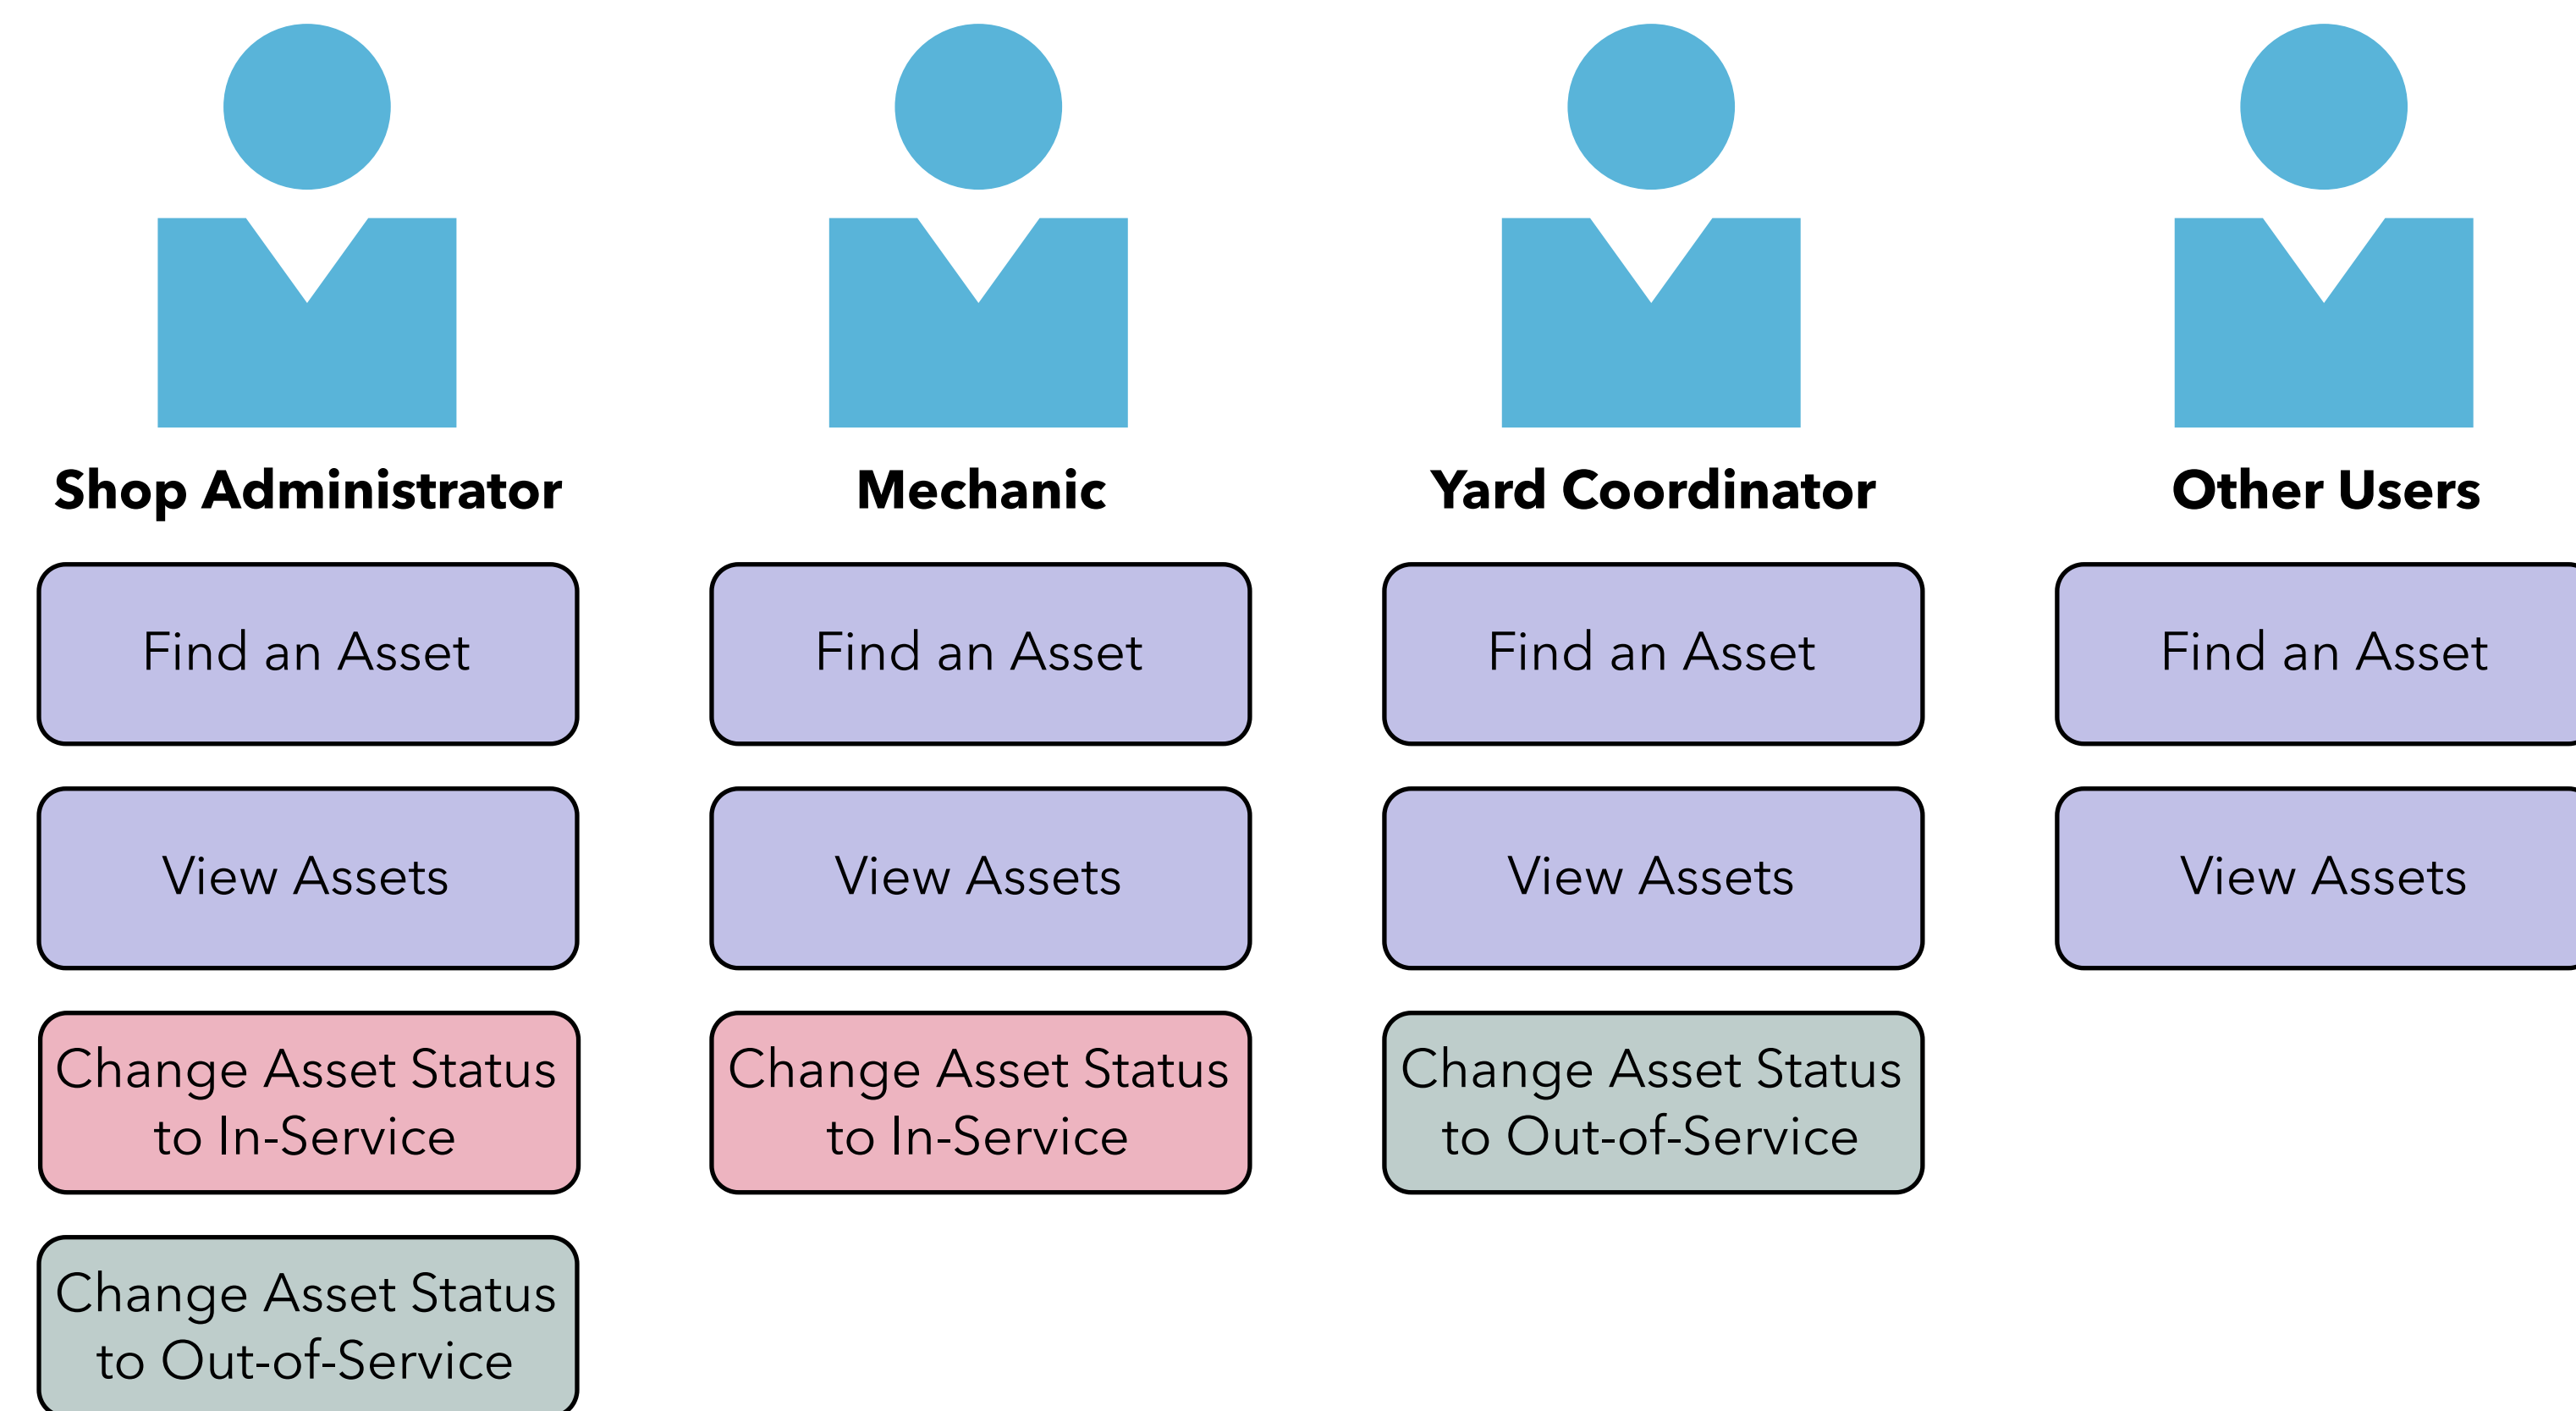 Shop Administrator
Find an Asset
View Assets
Change Asset Status
to In-Service
Change Asset Status
to Out-of-Service
Mechanic
Find an Asset
View Assets
Change Asset Status
to In-Service
Yard Coordinator
Find an Asset
View Assets
Change Asset Status
to Out-of-Service
Other Users
Find an Asset
View Assets